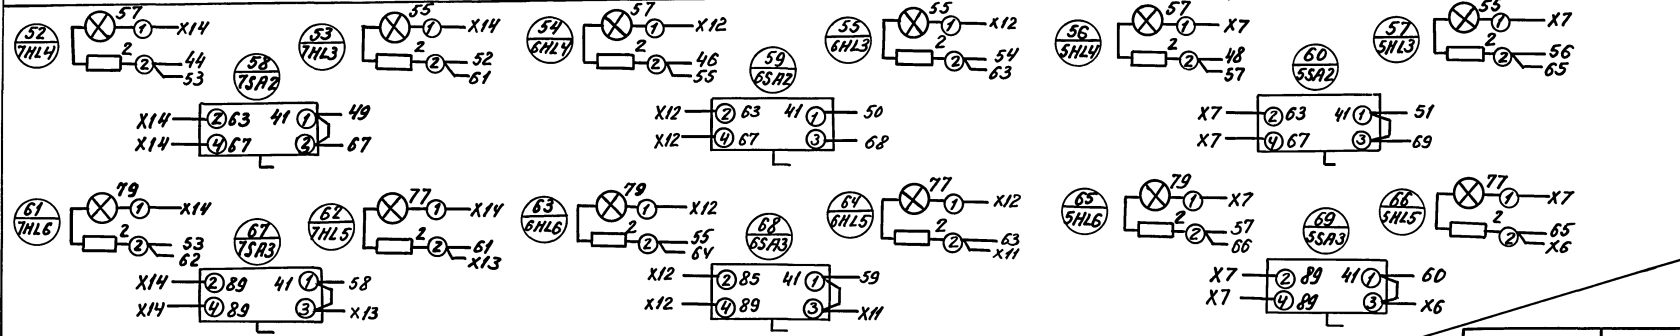 57 X14 55 X14 57 X12 55 X12 57 X7 55 X7
52 7HL4 1 53 7HL3 1 54 6HL4 1 55 6HL3 1 56 5HL4 1 57 5HL3 1
2 2 44 2 2 52 2 2 46 2 2 54 2 2 48 2 2 56
53 61 55 63 57 65
58 7SA2 59 6SA2 60 5SA2
X14 2 63 41 1 49 X12 2 63 41 1 50 X7 2 63 41 1 51
X14 4 67 3 67 X12 4 67 3 68 X7 4 67 3 69
79 77 79 77 79 77
61 7HL6 1 X14 62 7HL5 1 X14 63 6HL6 1 X12 64 6HL5 1 X12 65 5HL6 1 X7 66 5HL5 1 X7
2 2 53 2 2 61 2 2 55 2 2 63 2 2 57 2 2 65
62 X13 64 X11 66 X6
67 7SA3 68 6SA3 69 5SA3
X14 2 89 41 1 58 X12 2 85 41 1 59 X7 2 89 41 1 60
X14 4 89 3 X13 X12 4 89 3 X11 X7 4 89 3 X6